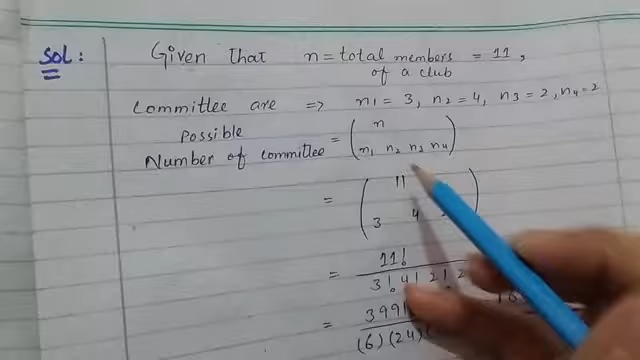 Sol:
Given that n = total members = 11,
of a club
Committee are => n1 = 3, n2 = 4, n3 = 2, n4 = 2
Possible
Number of committee = (n
n1 n2 n3 n4)
= (11
3 4
= 11!
3! 4! 2! 2
= 3991
(6) (24) (